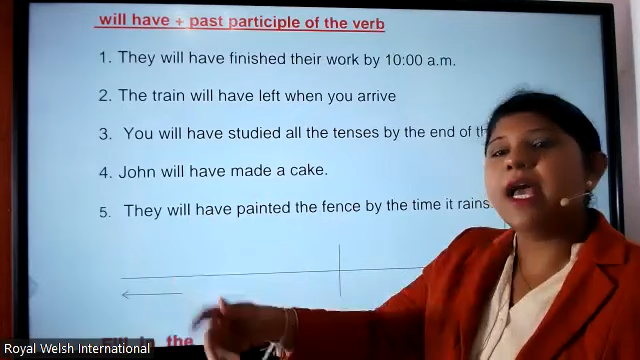 will have + past participle of the verb
1. They will have finished their work by 10:00 a.m.
2. The train will have left when you arrive
3. You will have studied all the tenses by the end of
4. John will have made a cake.
5. They will have painted the fence by the time it rains
the
Royal Welsh International